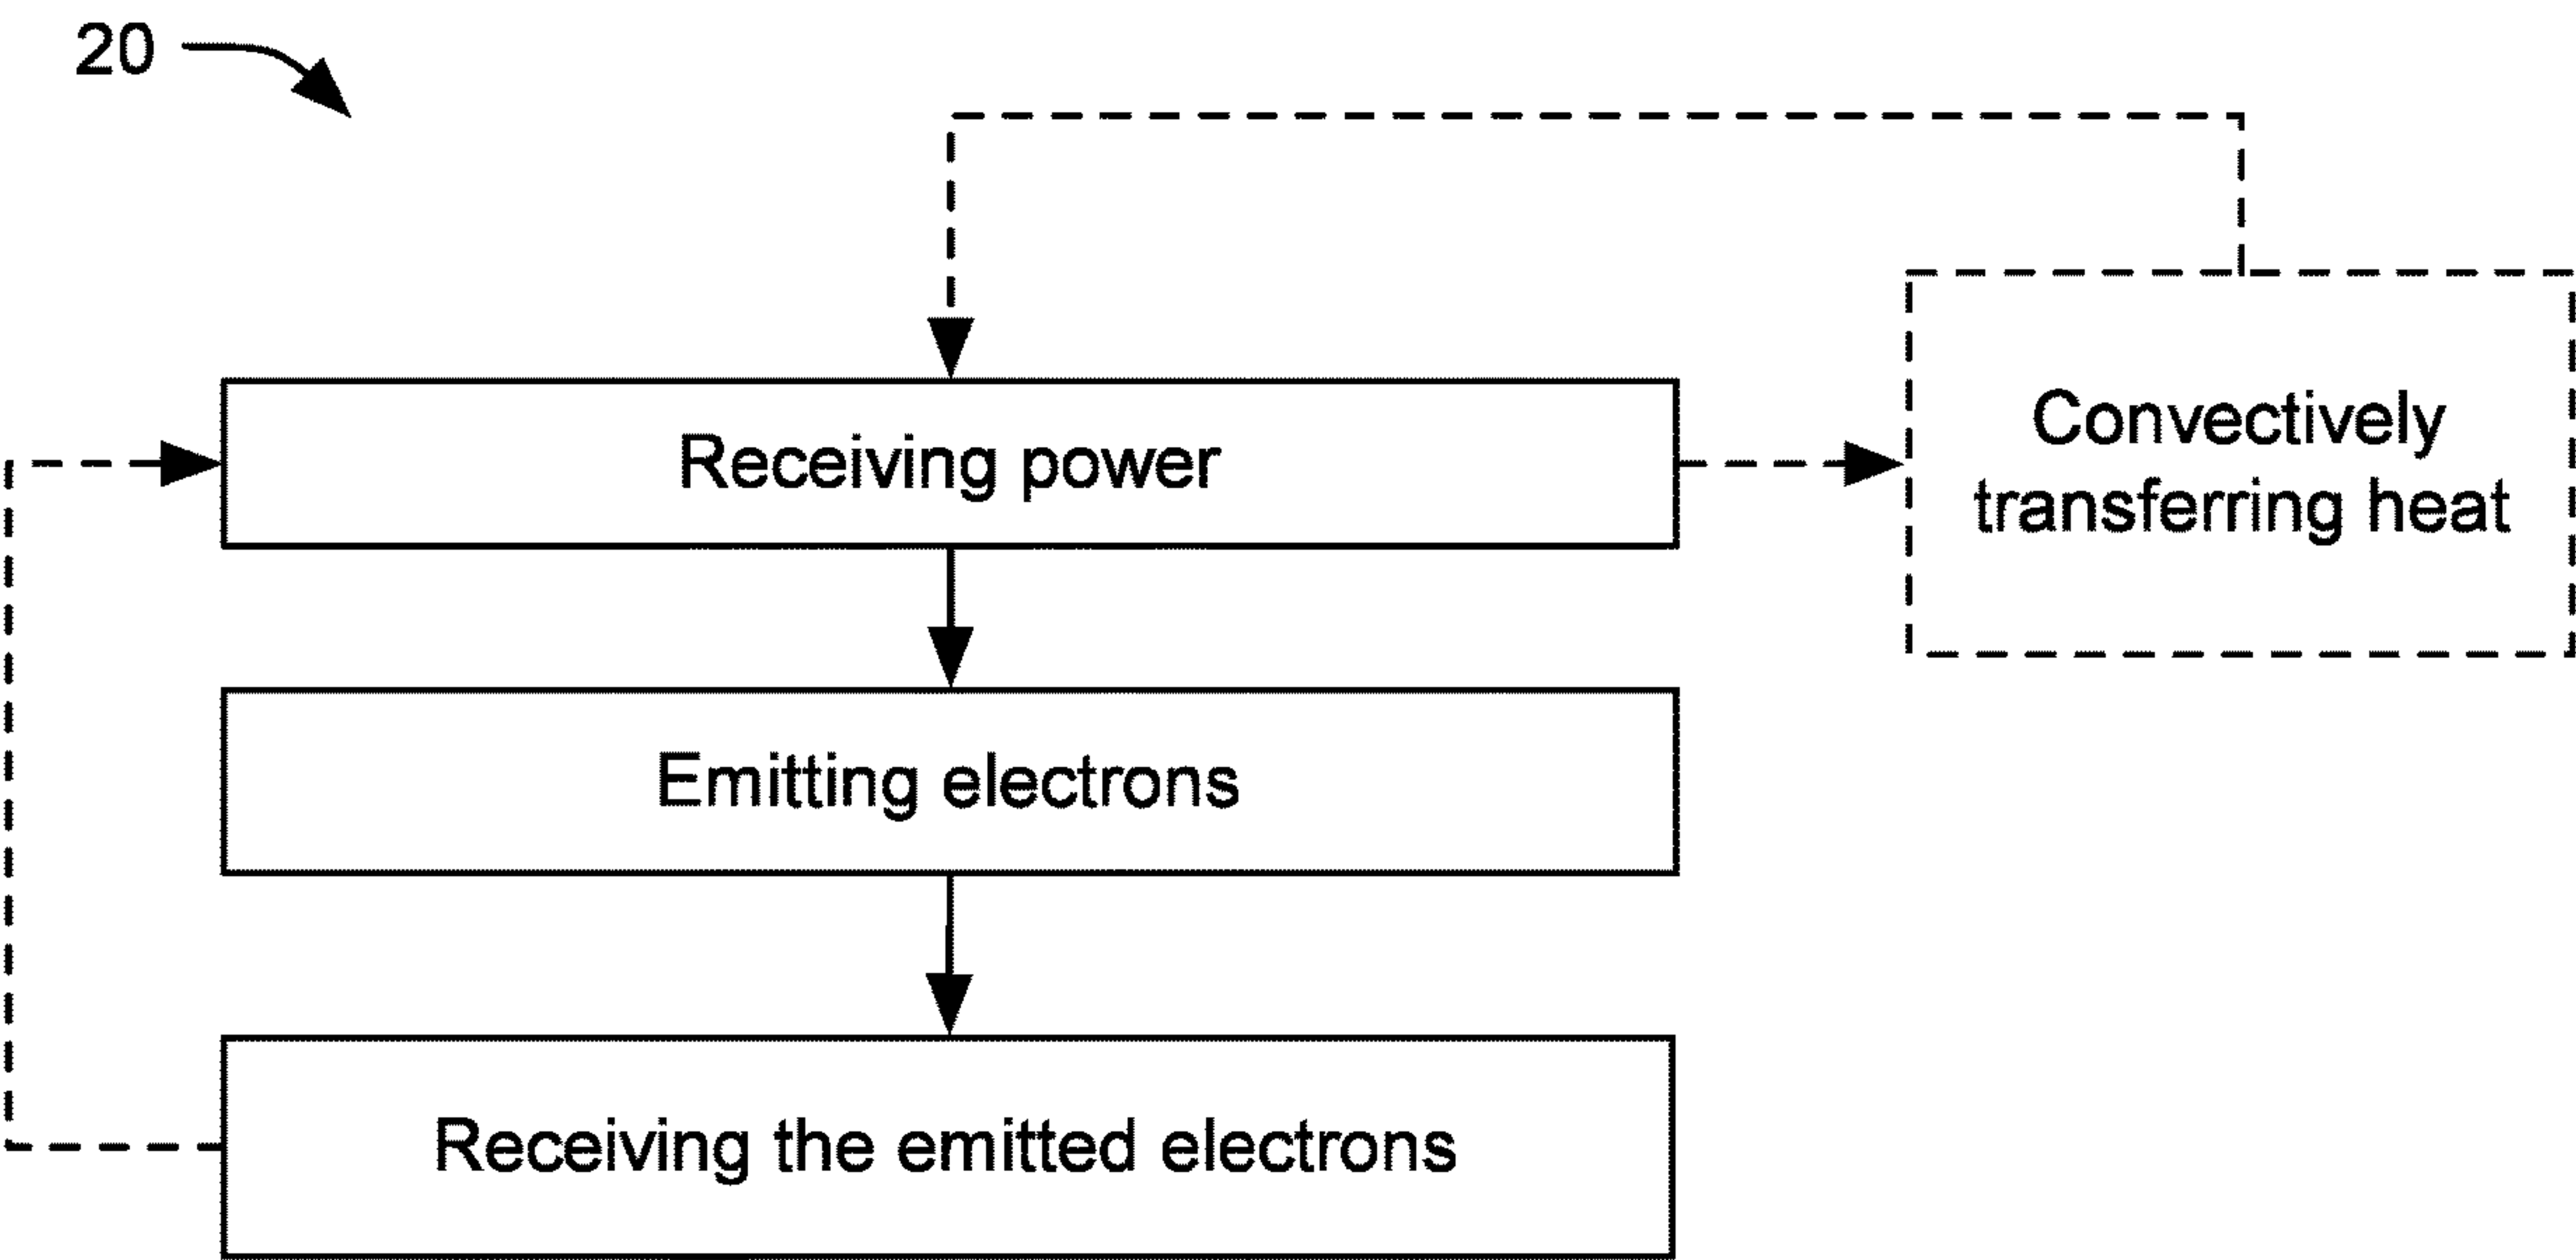 20
Receiving power
Convectively
transferring heat
Emitting electrons
Receiving the emitted electrons